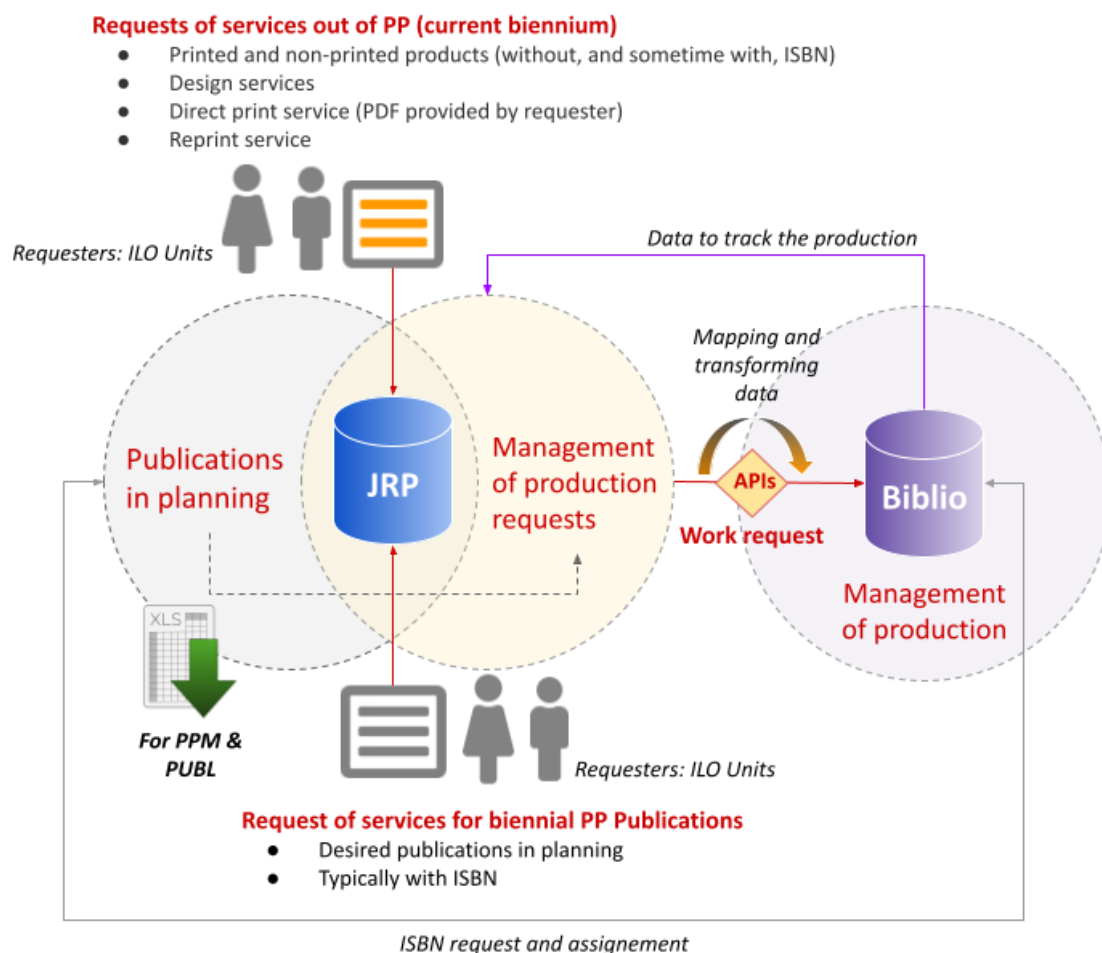 Requests of services out of PP (current biennium)
● Printed and non-printed products (without, and sometime with, ISBN)
● Design services
● Direct print service (PDF provided by requester)
● Reprint service
Requesters: ILO Units
Data to track the production
Mapping and
transforming
data
Publications
in planning
JRP
Management
of production
requests
APIs
Work request
Biblio
Management
of production
XLS
For PPM &
PUBL
Requesters: ILO Units
Request of services for biennial PP Publications
● Desired publications in planning
● Typically with ISBN
ISBN request and assignement